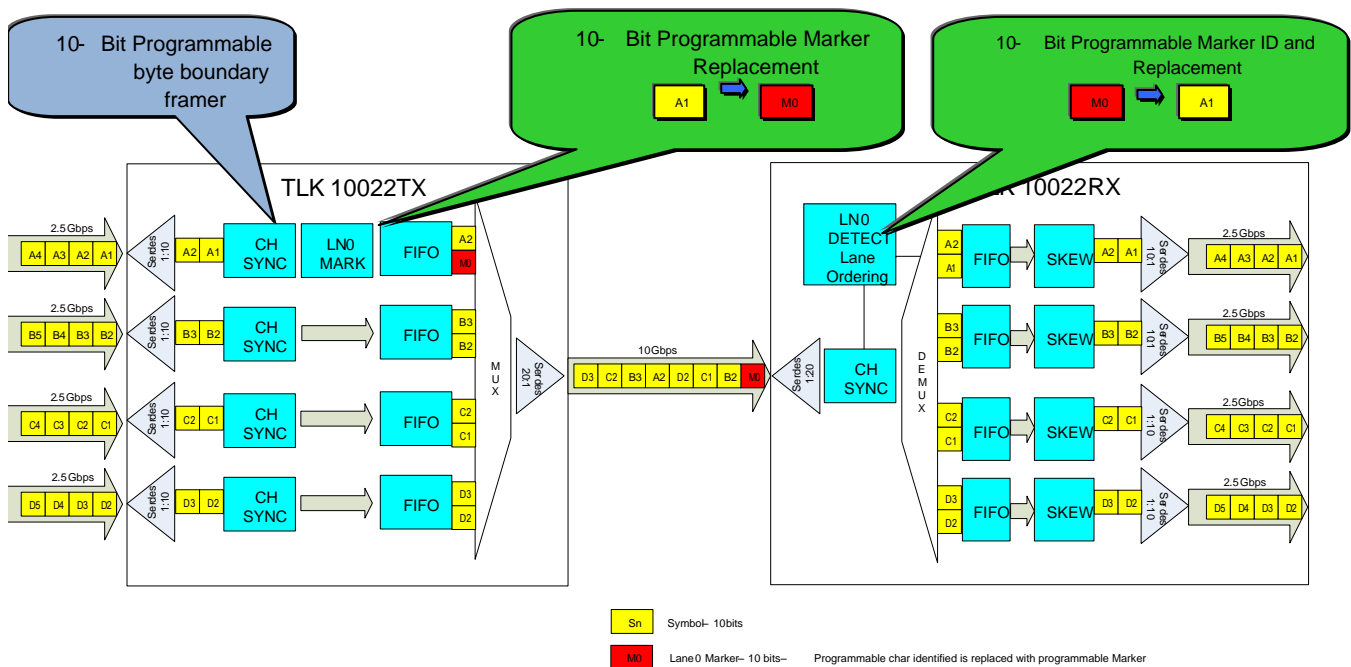 10- Bit Programmable
byte boundary
framer
10- Bit Programmable Marker
Replacement
A1
M0
10- Bit Programmable Marker ID and
Replacement
M0
A1
TLK 10022TX
10022RX
2.5Gbps
A4 A3 A2 A1
Serdes
1:10
A2 A1
CH
SYNC
LN0
MARK
FIFO
A2
M0
2.5Gbps
B5 B4 B3 B2
Serdes
1:10
B3 B2
CH
SYNC
FIFO
B3
B2
2.5Gbps
C4 C3 C2 C1
Serdes
1:10
C2 C1
CH
SYNC
FIFO
C2
C1
2.5Gbps
D5 D4 D3 D2
Serdes
1:10
D3 D2
CH
SYNC
FIFO
D3
D2
MUX
Serdes
20:1
10Gbps
D3 C2 B3 A2 D2 C1 B2 M0
Serdes
1:20
LN0
DETECT
Lane
Ordering
CH
SYNC
DEMUX
A2
A1
FIFO
SKEW
A2 A1
Serdes
10:1
2.5Gbps
A4 A3 A2 A1
B3
B2
FIFO
SKEW
B3 B2
Serdes
10:1
2.5Gbps
B5 B4 B3 B2
C2
C1
FIFO
SKEW
C2 C1
Serdes
1:10
2.5Gbps
C4 C3 C2 C1
D3
D2
FIFO
SKEW
D3 D2
Serdes
1:10
2.5Gbps
D5 D4 D3 D2
Sn Symbol– 10bits
M0 Lane0 Marker– 10 bits– Programmable char identified is replaced with programmable Marker